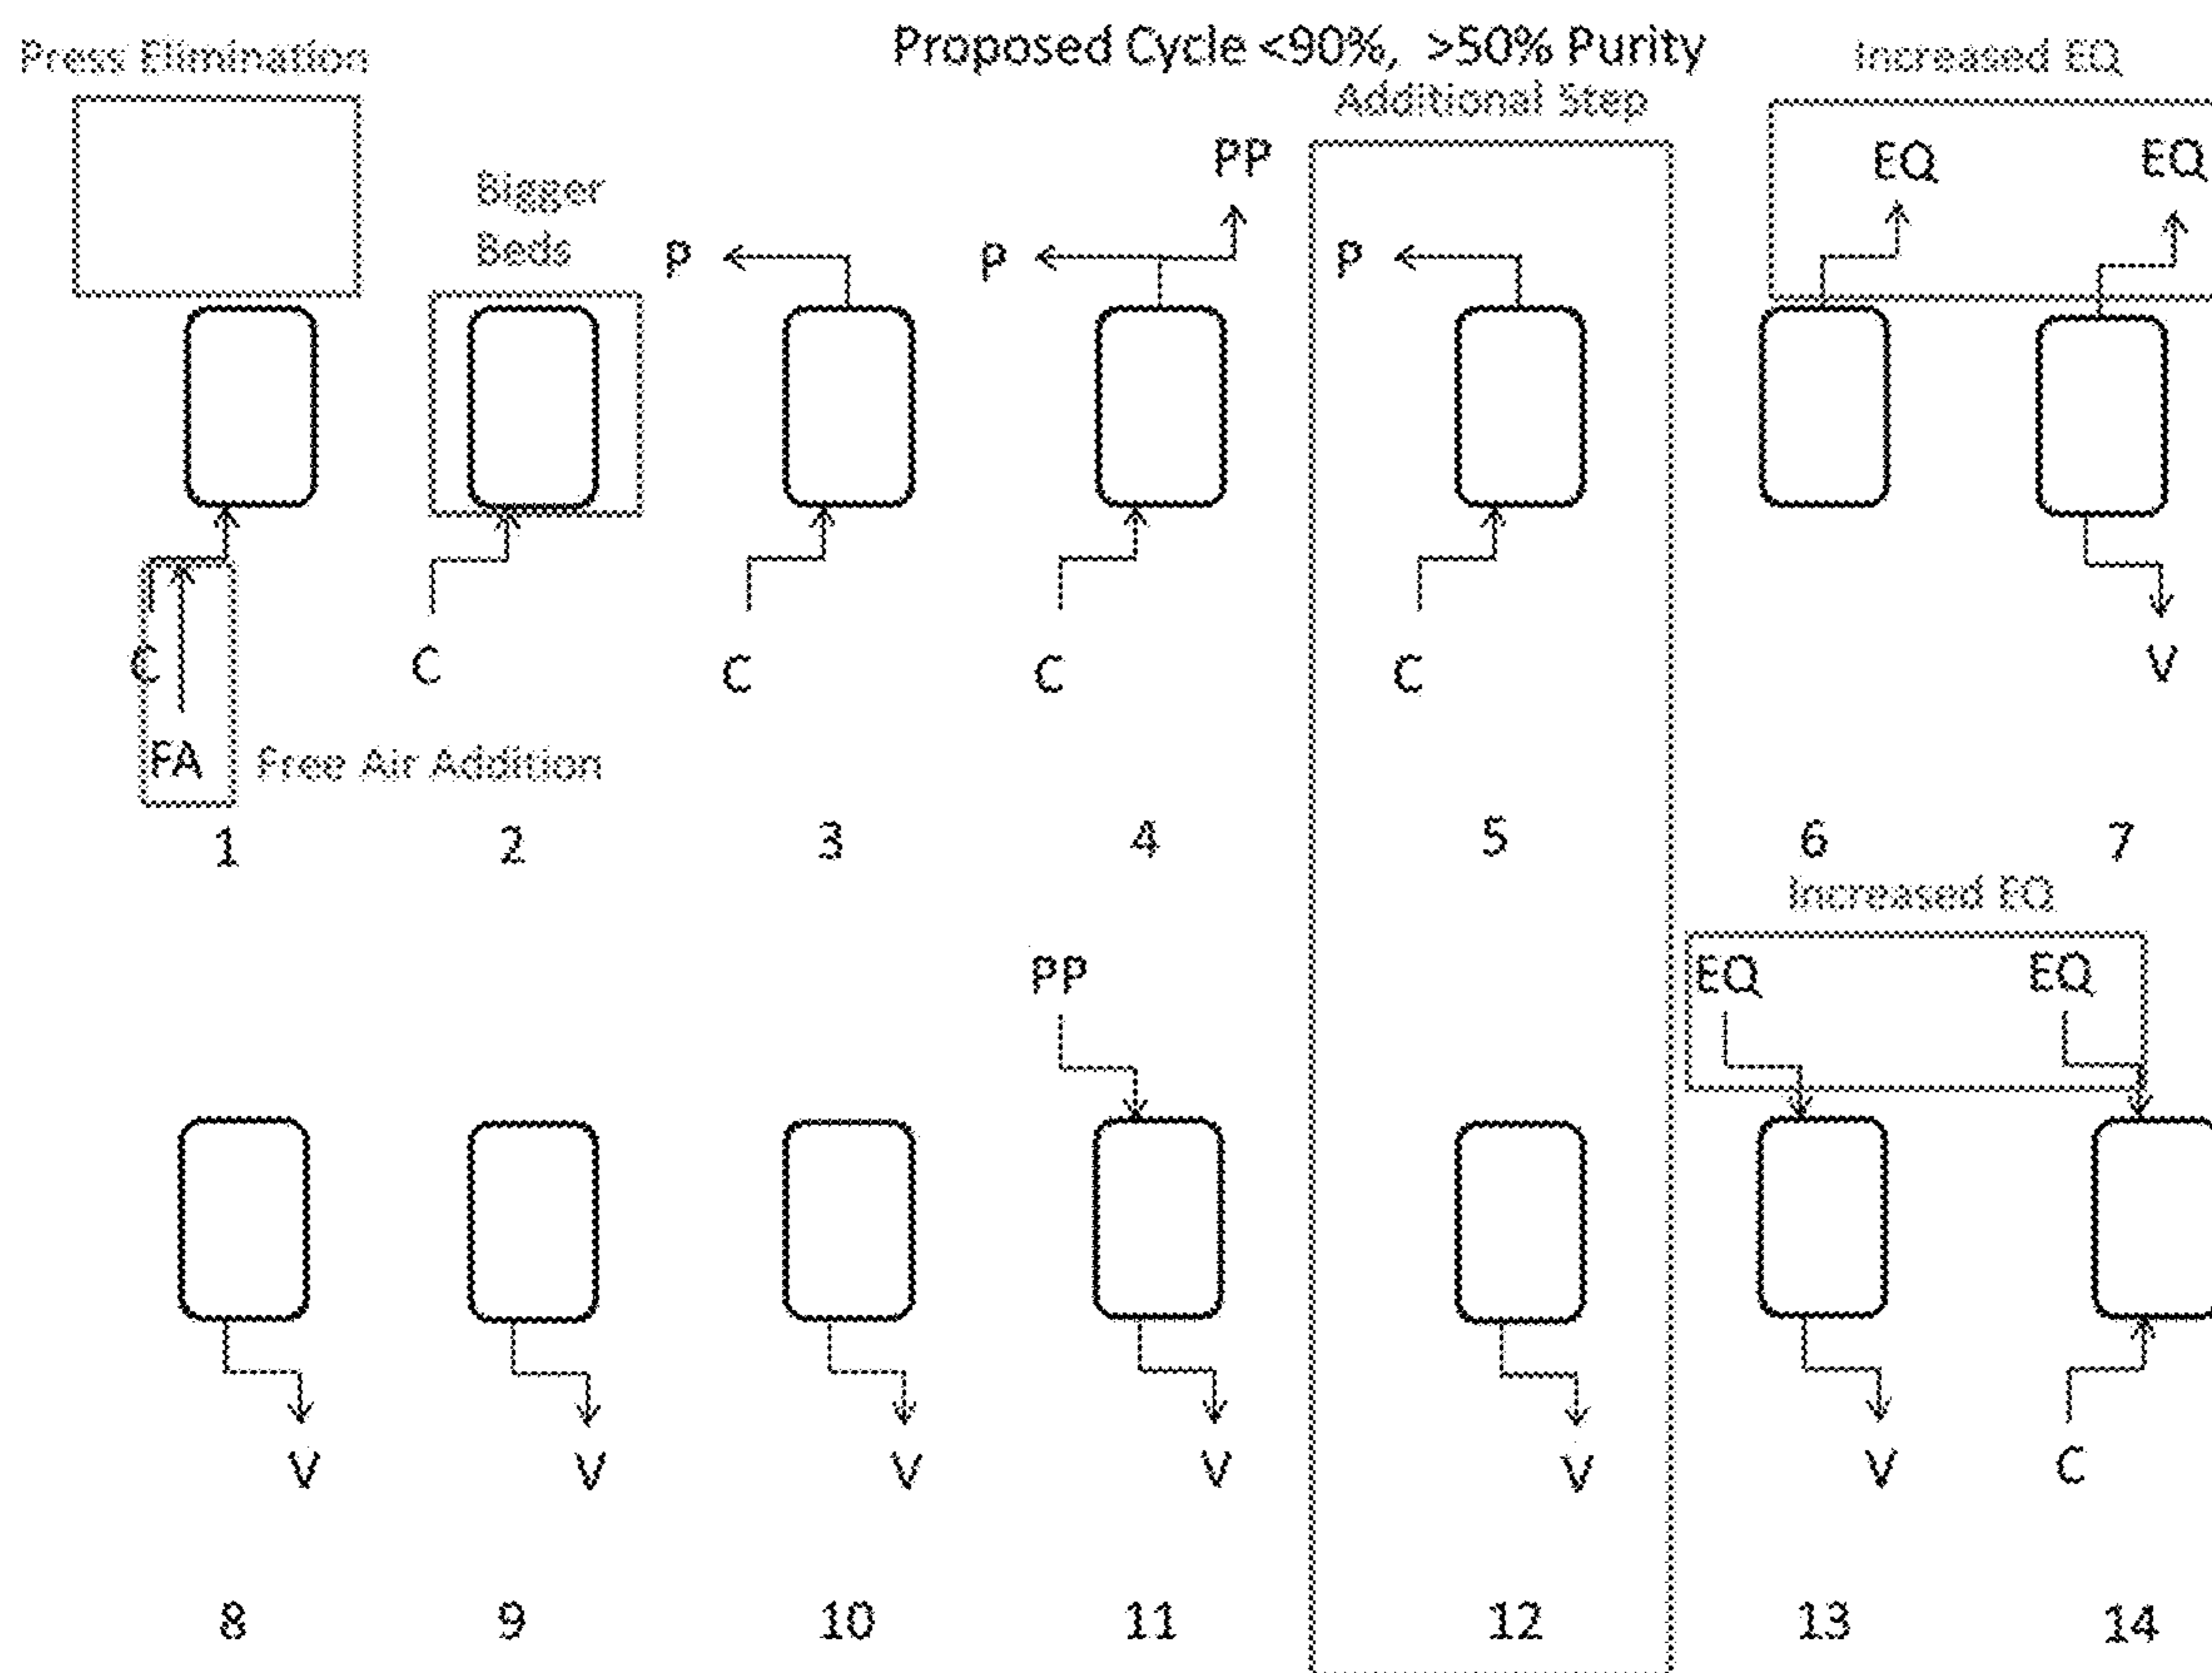 Proposed Cycle <90%, >50% Purity
Press Elimination
Additional Step
Increased EQ
Bigger
Beds
PP
EQ
EQ
P
P
P
C
C
C
C
C
V
FA
Free Air Addition
1
2
3
4
5
6
7
Increased EQ
PP
EQ
EQ
V
V
V
V
V
V
C
8
9
10
11
12
13
14